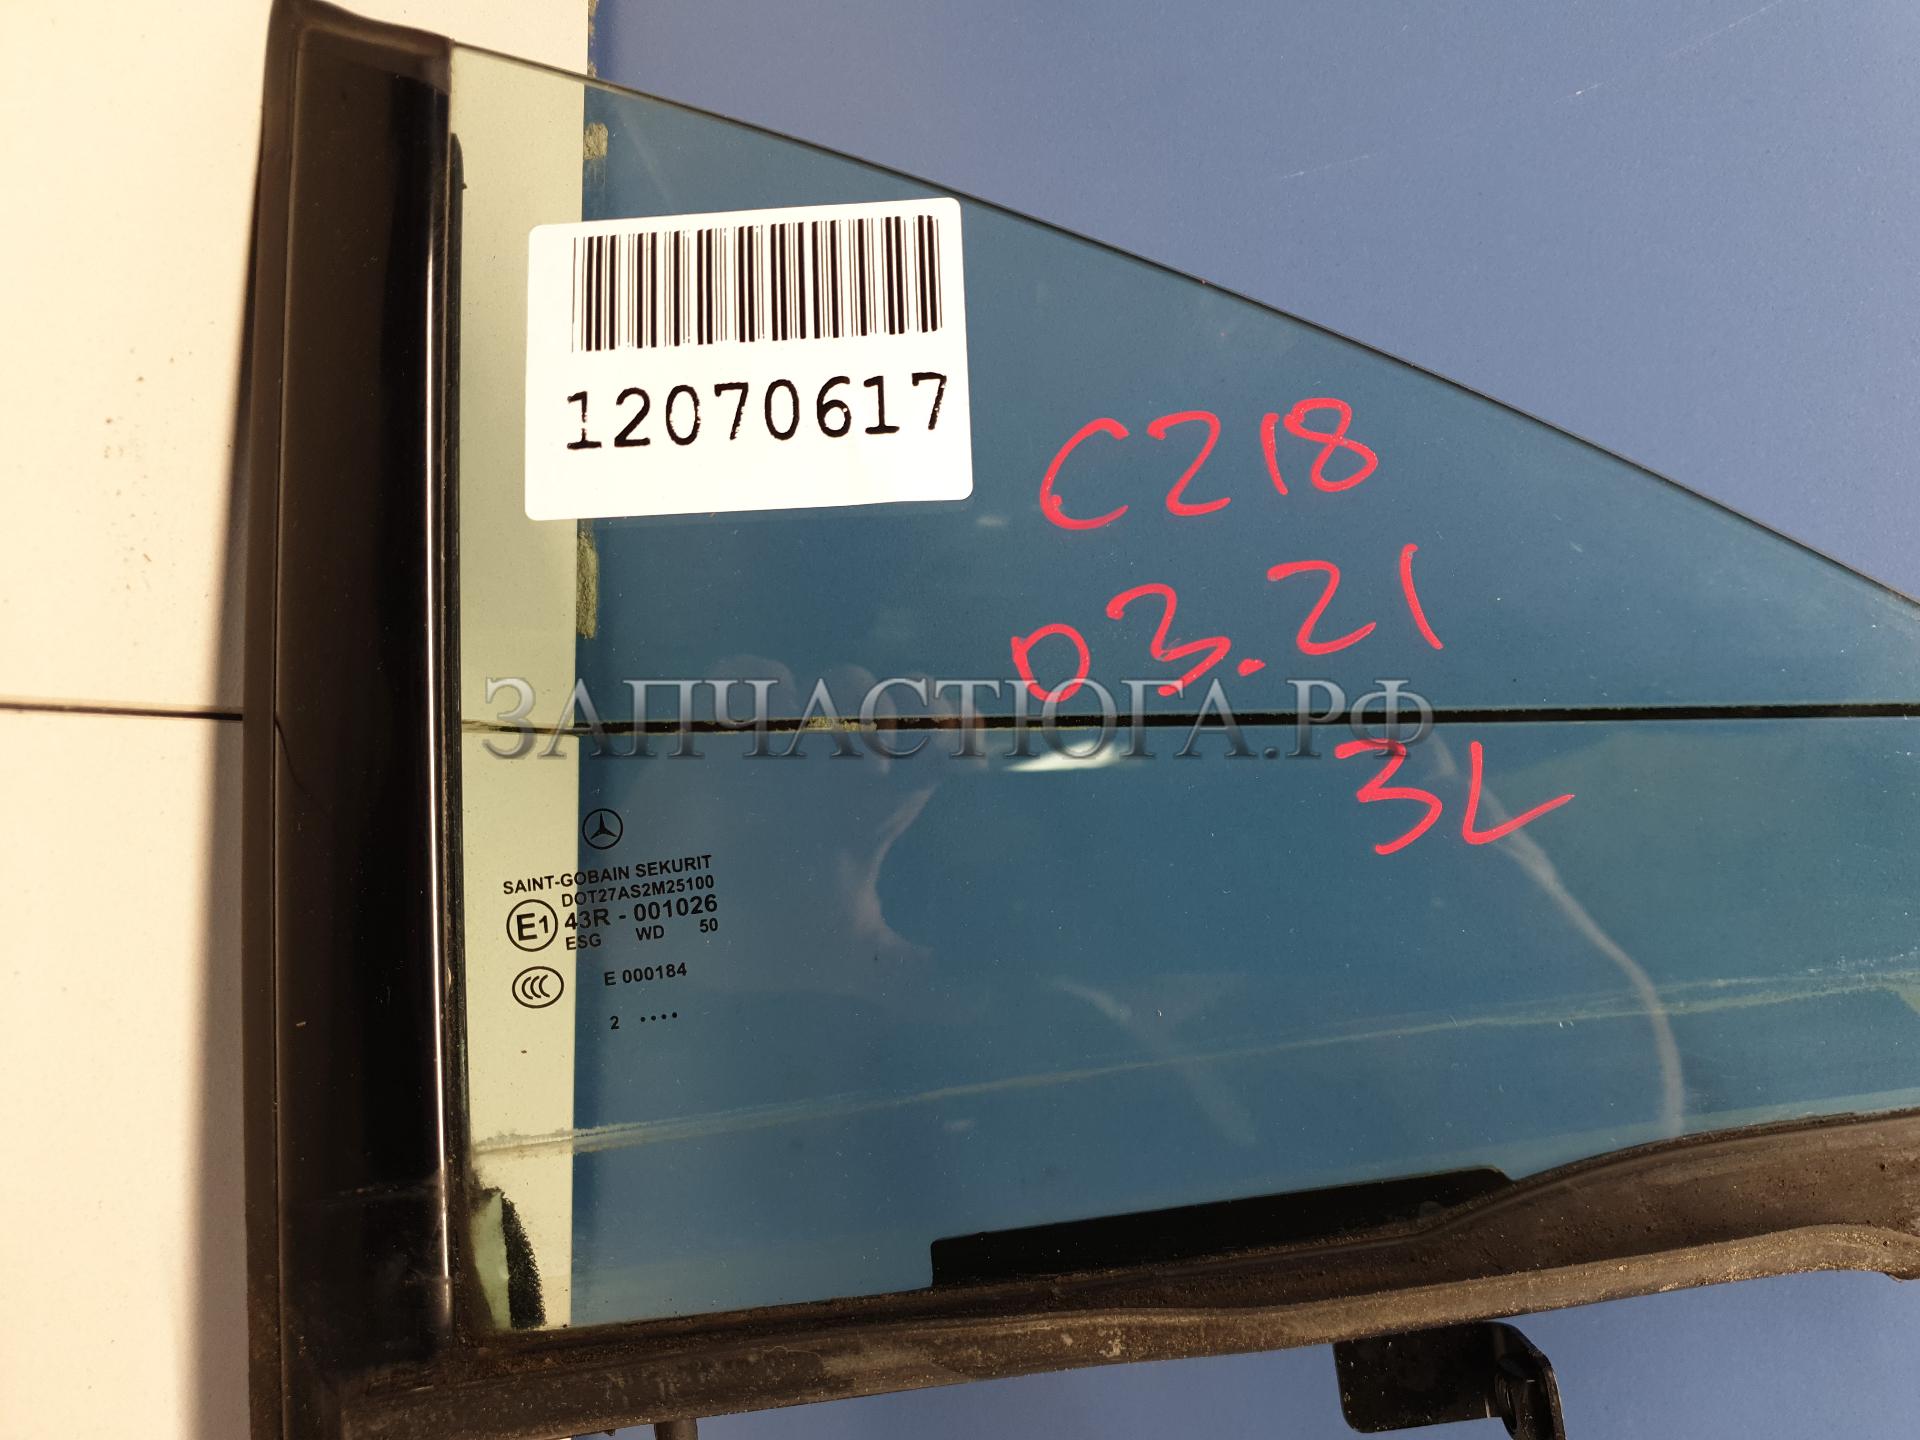 12070617
C218
03.21
ЗАПЧАСТЮГА.РФ
3L
SAINT-GOBAIN SEKURIT
DOT27AS2M25100
E1 43R - 001026
ESG WD 50
CCC E 000184
2 ....